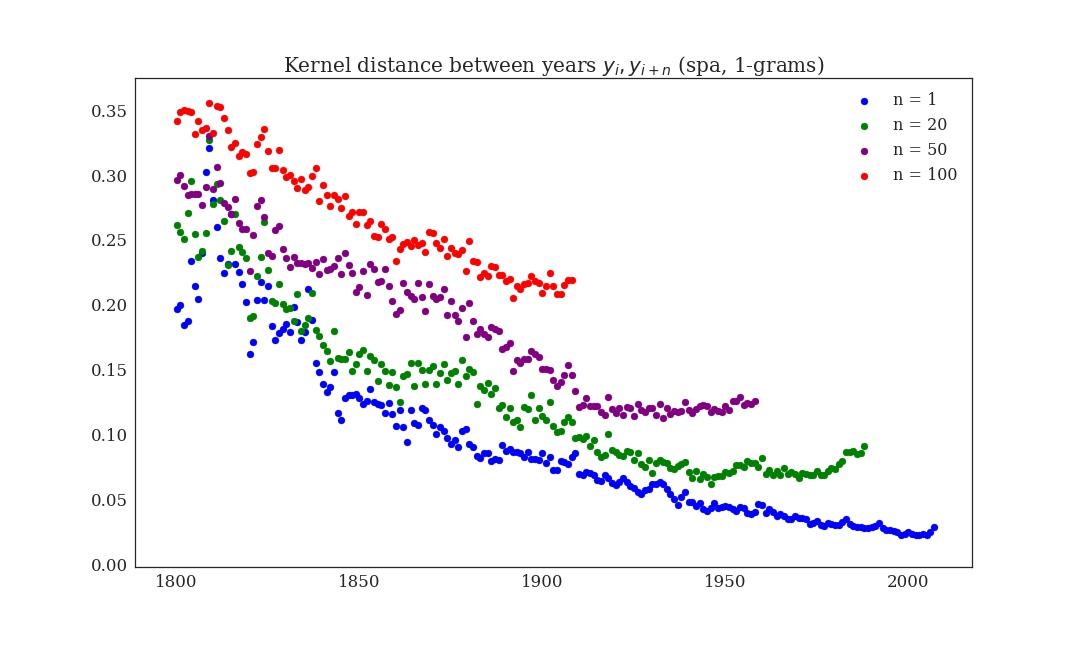 Kernel distance between years $y_i, y_{i+n}$ (spa, 1-grams)
n = 1
n = 20
n = 50
n = 100
0.35
0.30
0.25
0.20
0.15
0.10
0.05
0.00
1800 1850 1900 1950 2000